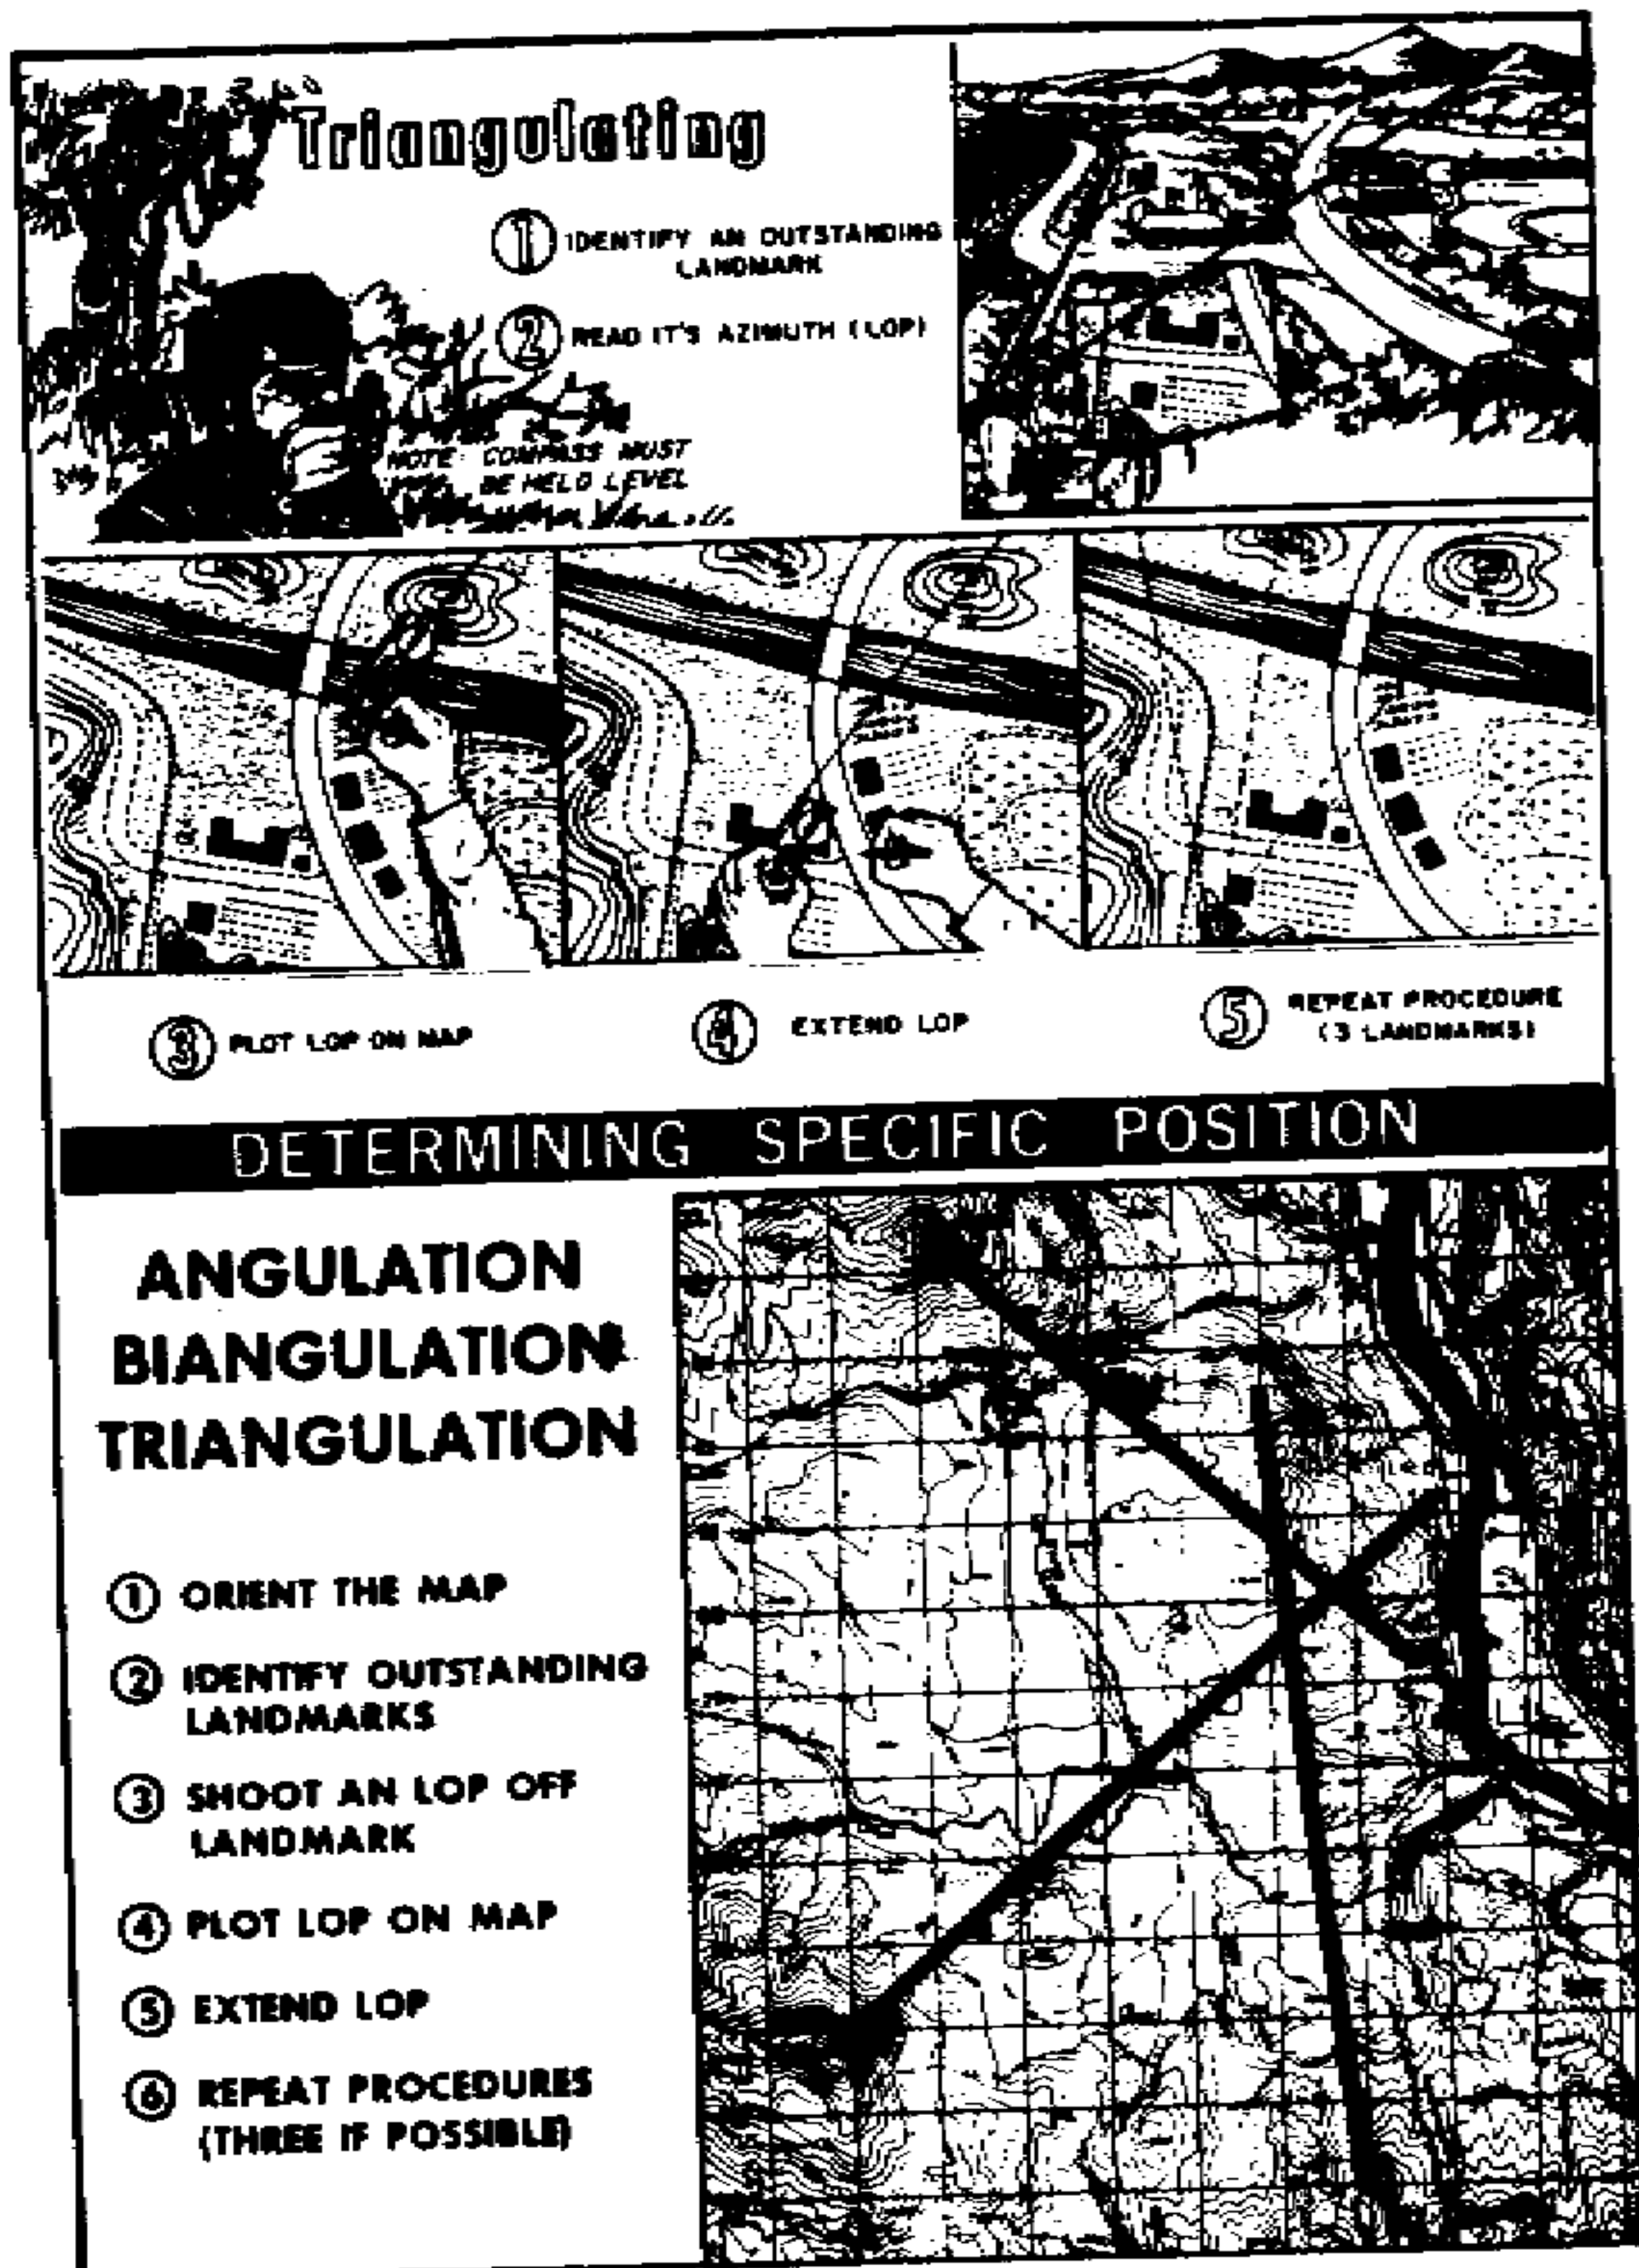 Triangulating
① IDENTIFY AN OUTSTANDING
LANDMARK
② READ IT'S AZIMUTH (LOP)
NOTE: COMPASS MUST
BE HELD LEVEL
③ PLOT LOP ON MAP
④ EXTEND LOP
⑤ REPEAT PROCEDURE
(3 LANDMARKS)
DETERMINING SPECIFIC POSITION
ANGULATION
BIANGULATION
TRIANGULATION
① ORIENT THE MAP
② IDENTIFY OUTSTANDING
LANDMARKS
③ SHOOT AN LOP OFF
LANDMARK
④ PLOT LOP ON MAP
⑤ EXTEND LOP
⑥ REPEAT PROCEDURES
(THREE IF POSSIBLE)